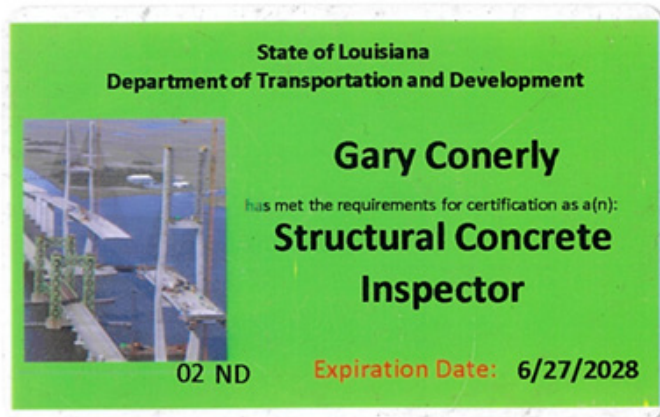 State of Louisiana
Department of Transportation and Development
Gary Conerly
has met the requirements for certification as a(n):
Structural Concrete
Inspector
02 ND
Expiration Date: 6/27/2028